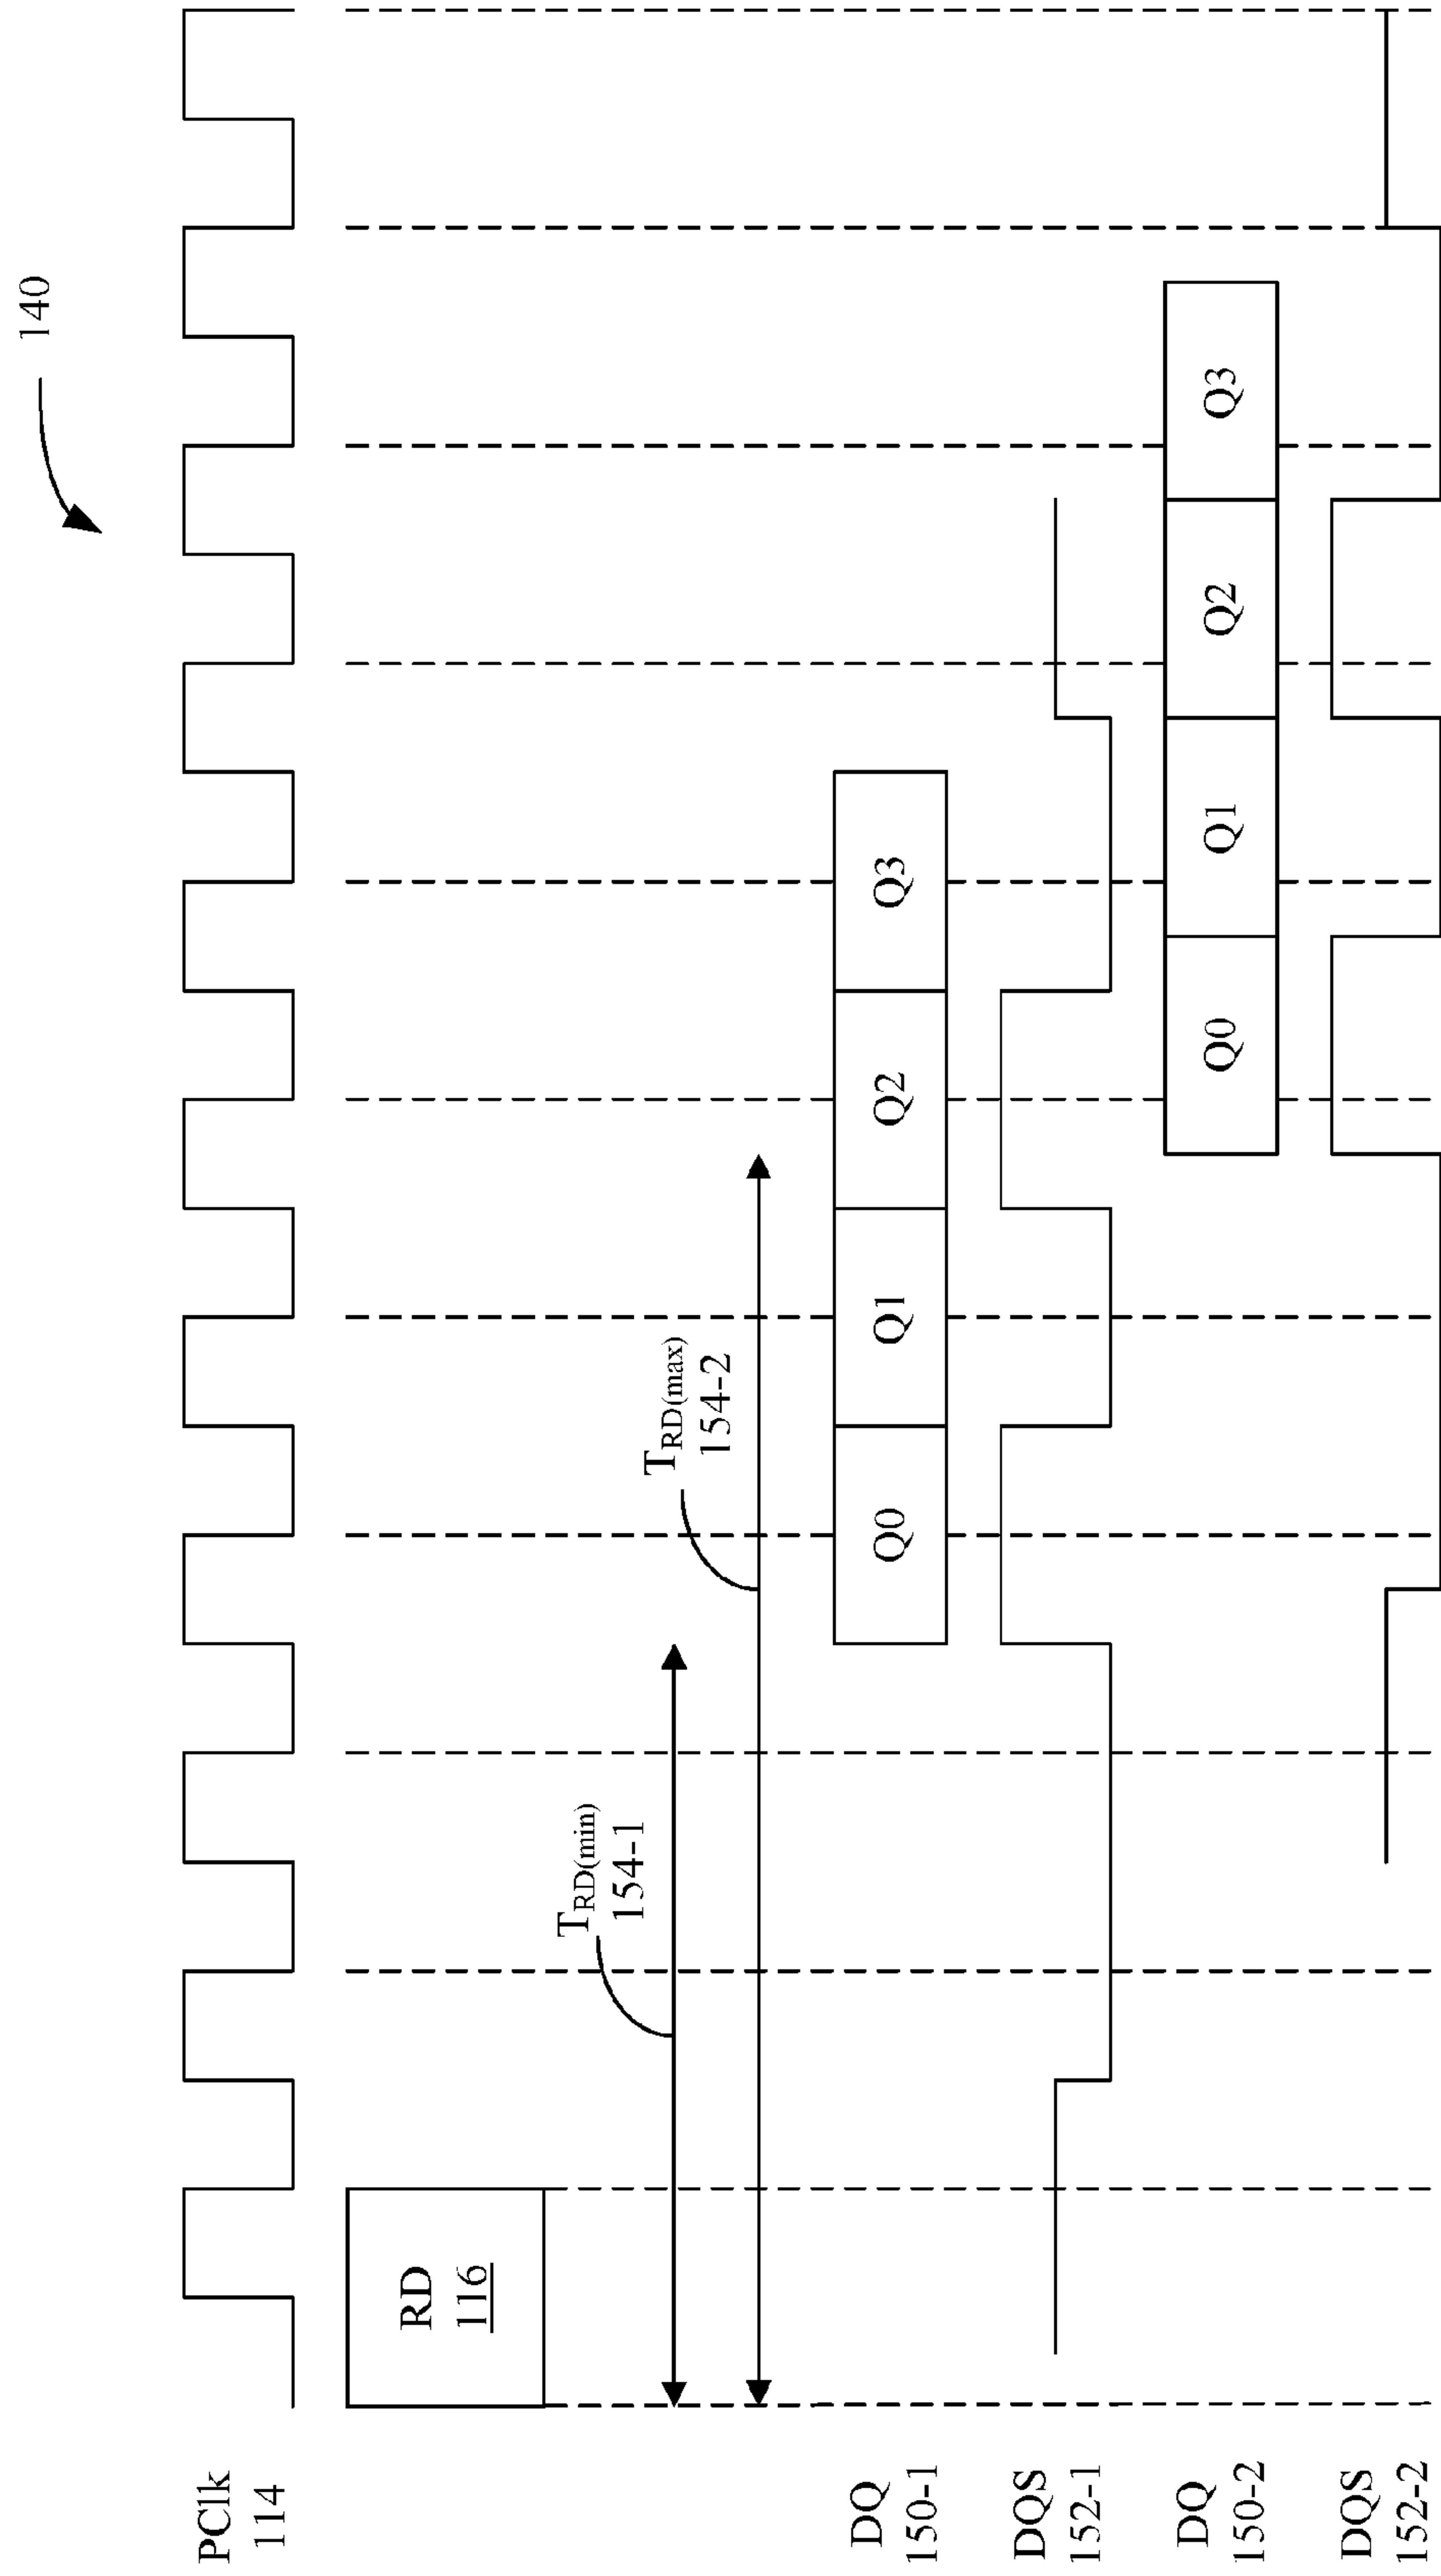 140
PClk
114
RD
116
T_RD(min)
154-1
T_RD(max)
154-2
DQ
150-1
Q0
Q1
Q2
Q3
DQS
152-1
DQ
150-2
Q0
Q1
Q2
Q3
DQS
152-2